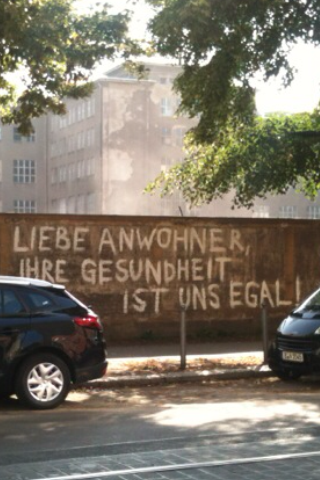 LIEBE ANWOHNER,
IHRE GESUNDHEIT
IST UNS EGAL!